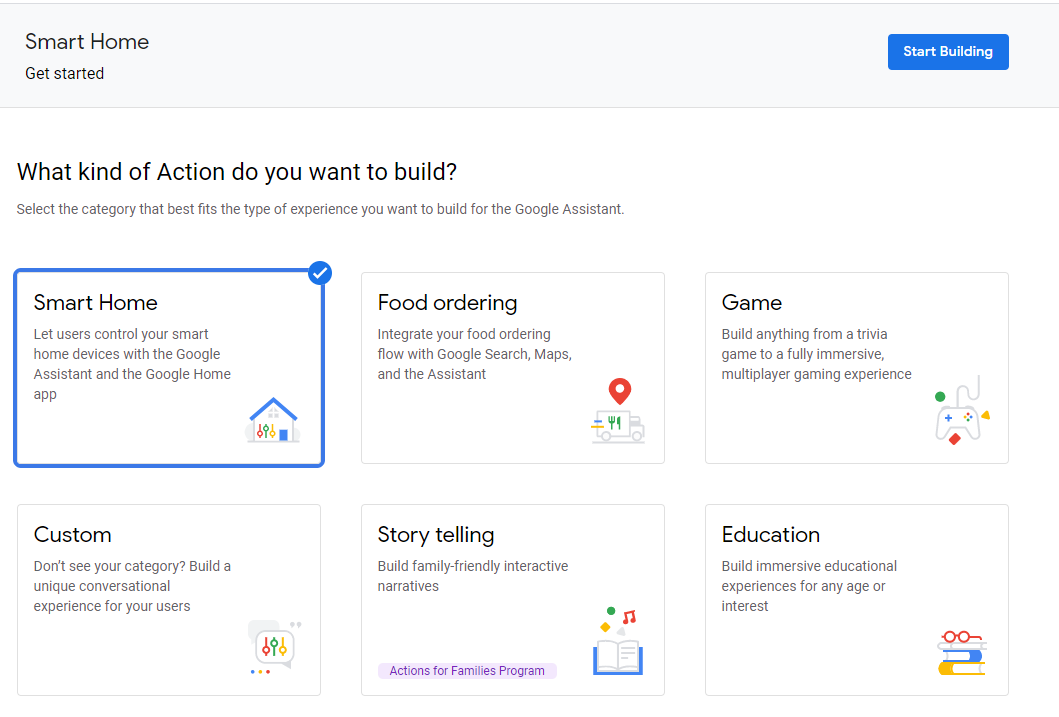 Smart Home
Get started
Start Building
What kind of Action do you want to build?
Select the category that best fits the type of experience you want to build for the Google Assistant.
Smart Home
Let users control your smart
home devices with the Google
Assistant and the Google Home
app
Food ordering
Integrate your food ordering
flow with Google Search, Maps,
and the Assistant
Game
Build anything from a trivia
game to a fully immersive,
multiplayer gaming experience
Custom
Don’t see your category? Build a
unique conversational
experience for your users
Story telling
Build family-friendly interactive
narratives
Actions for Families Program
Education
Build immersive educational
experiences for any age or
interest